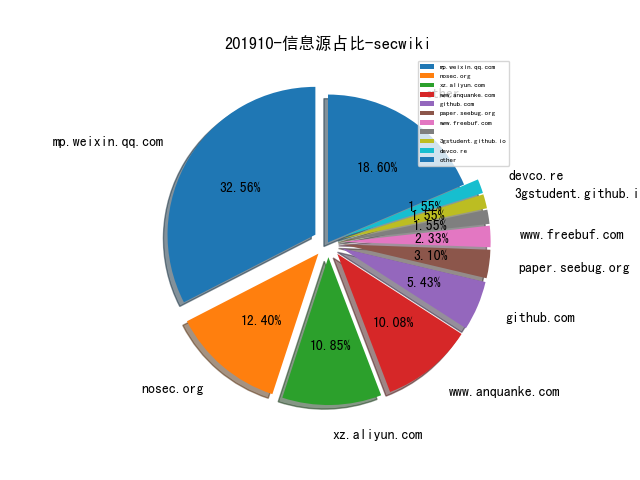 201910-信息源占比-secwiki
mp.weixin.qq.com
nosec.org
xz.aliyun.com
www.anquanke.com
github.com
paper.seebug.org
www.freebuf.com
3gstudent.github.io
devco.re
other
other
18.60%
32.56%
mp.weixin.qq.com
devco.re
1.55%
3gstudent.github.i
1.55%
1.55%
www.freebuf.com
2.33%
3.10%
paper.seebug.org
5.43%
github.com
12.40%
10.08%
10.85%
nosec.org
www.anquanke.com
xz.aliyun.com